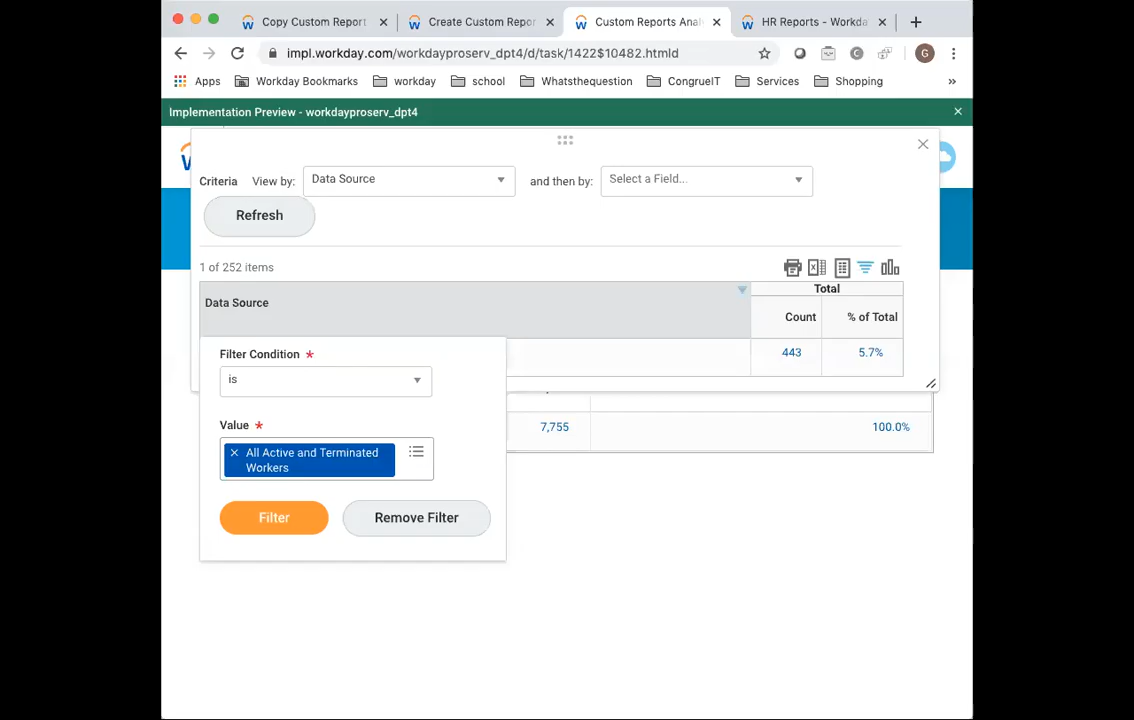 Copy Custom Report
Create Custom Repor
Custom Reports Anal
HR Reports - Workda
impl.workday.com/workdayproserv_dpt4/d/task/1422$10482.htmld
G
Apps
Workday Bookmarks
workday
school
Whatsthequestion
CongrueIT
Services
Shopping
»
Implementation Preview - workdayproserv_dpt4
Criteria View by: Data Source and then by: Select a Field...
Refresh
1 of 252 items
Data Source
Total
Count % of Total
443 5.7%
Filter Condition *
is
Value *
All Active and Terminated
Workers
Filter Remove Filter
7,755 100.0%